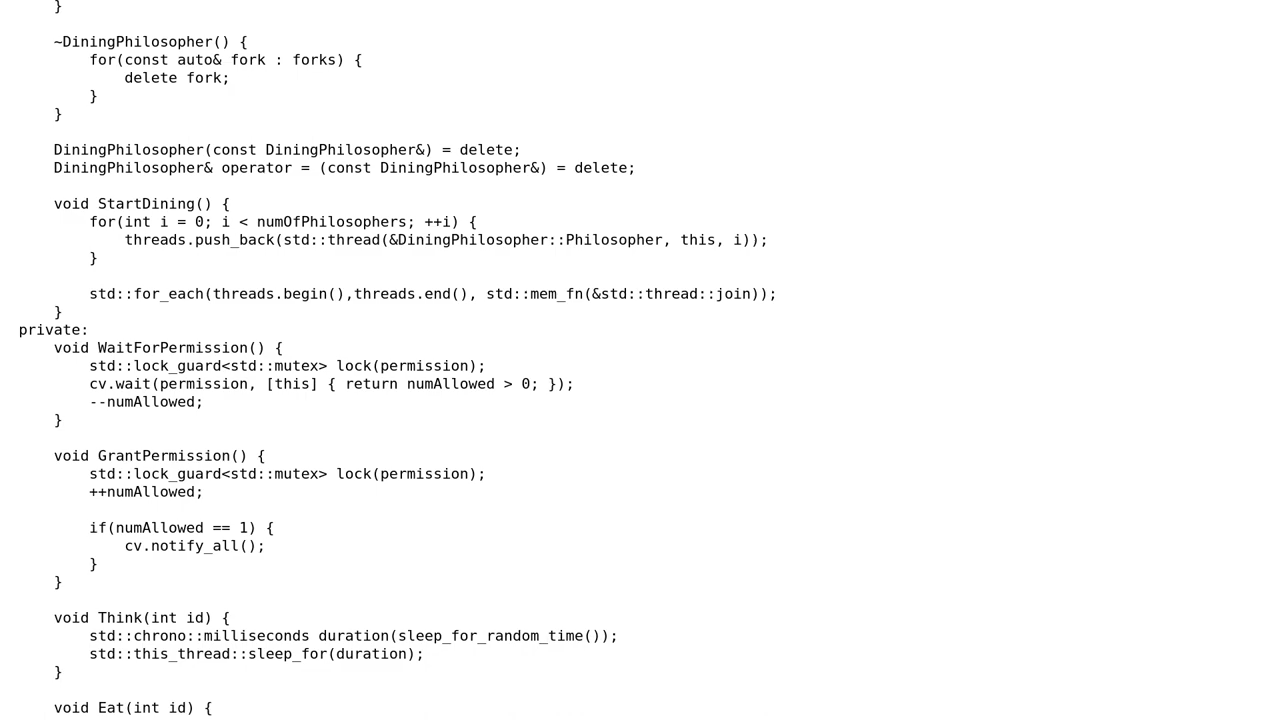 }
~DiningPhilosopher() {
for(const auto& fork : forks) {
delete fork;
}
}
DiningPhilosopher(const DiningPhilosopher&) = delete;
DiningPhilosopher& operator = (const DiningPhilosopher&) = delete;
void StartDining() {
for(int i = 0; i < numOfPhilosophers; ++i) {
threads.push_back(std::thread(&DiningPhilosopher::Philosopher, this, i));
}
std::for_each(threads.begin(),threads.end(), std::mem_fn(&std::thread::join));
}
private:
void WaitForPermission() {
std::lock_guard<std::mutex> lock(permission);
cv.wait(permission, [this] { return numAllowed > 0; });
--numAllowed;
}
void GrantPermission() {
std::lock_guard<std::mutex> lock(permission);
++numAllowed;
if(numAllowed == 1) {
cv.notify_all();
}
}
void Think(int id) {
std::chrono::milliseconds duration(sleep_for_random_time());
std::this_thread::sleep_for(duration);
}
void Eat(int id) {